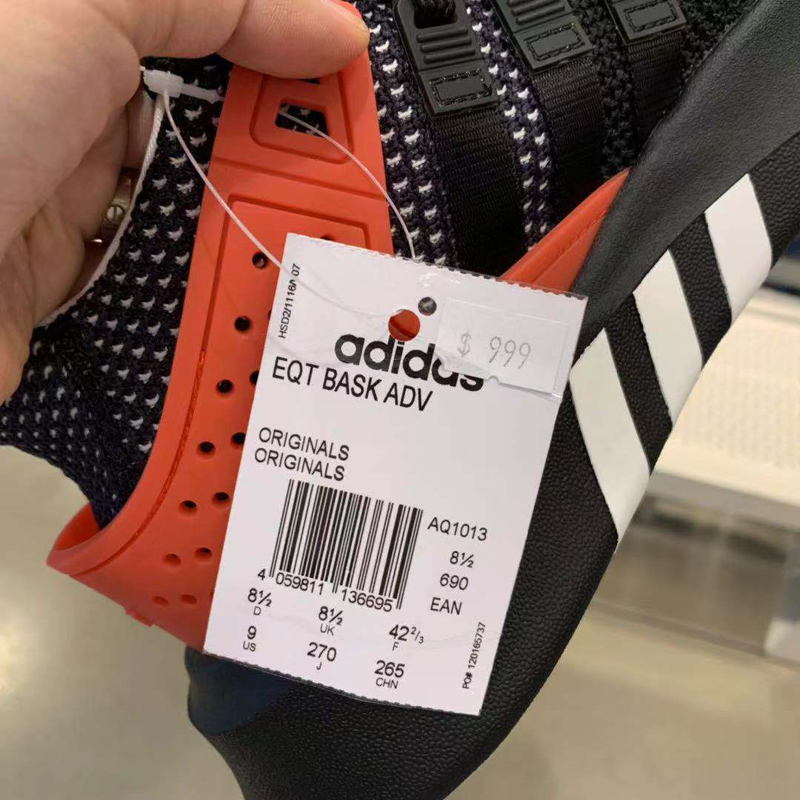 HSD2/1116A 07
$ 999
adidas
EQT BASK ADV
ORIGINALS
ORIGINALS
AQ1013
8½
690
EAN
4 059811 136695
8½ D
8½ UK
42²/₃ F
9 US
270 J
265 CHN
PO# 120165737